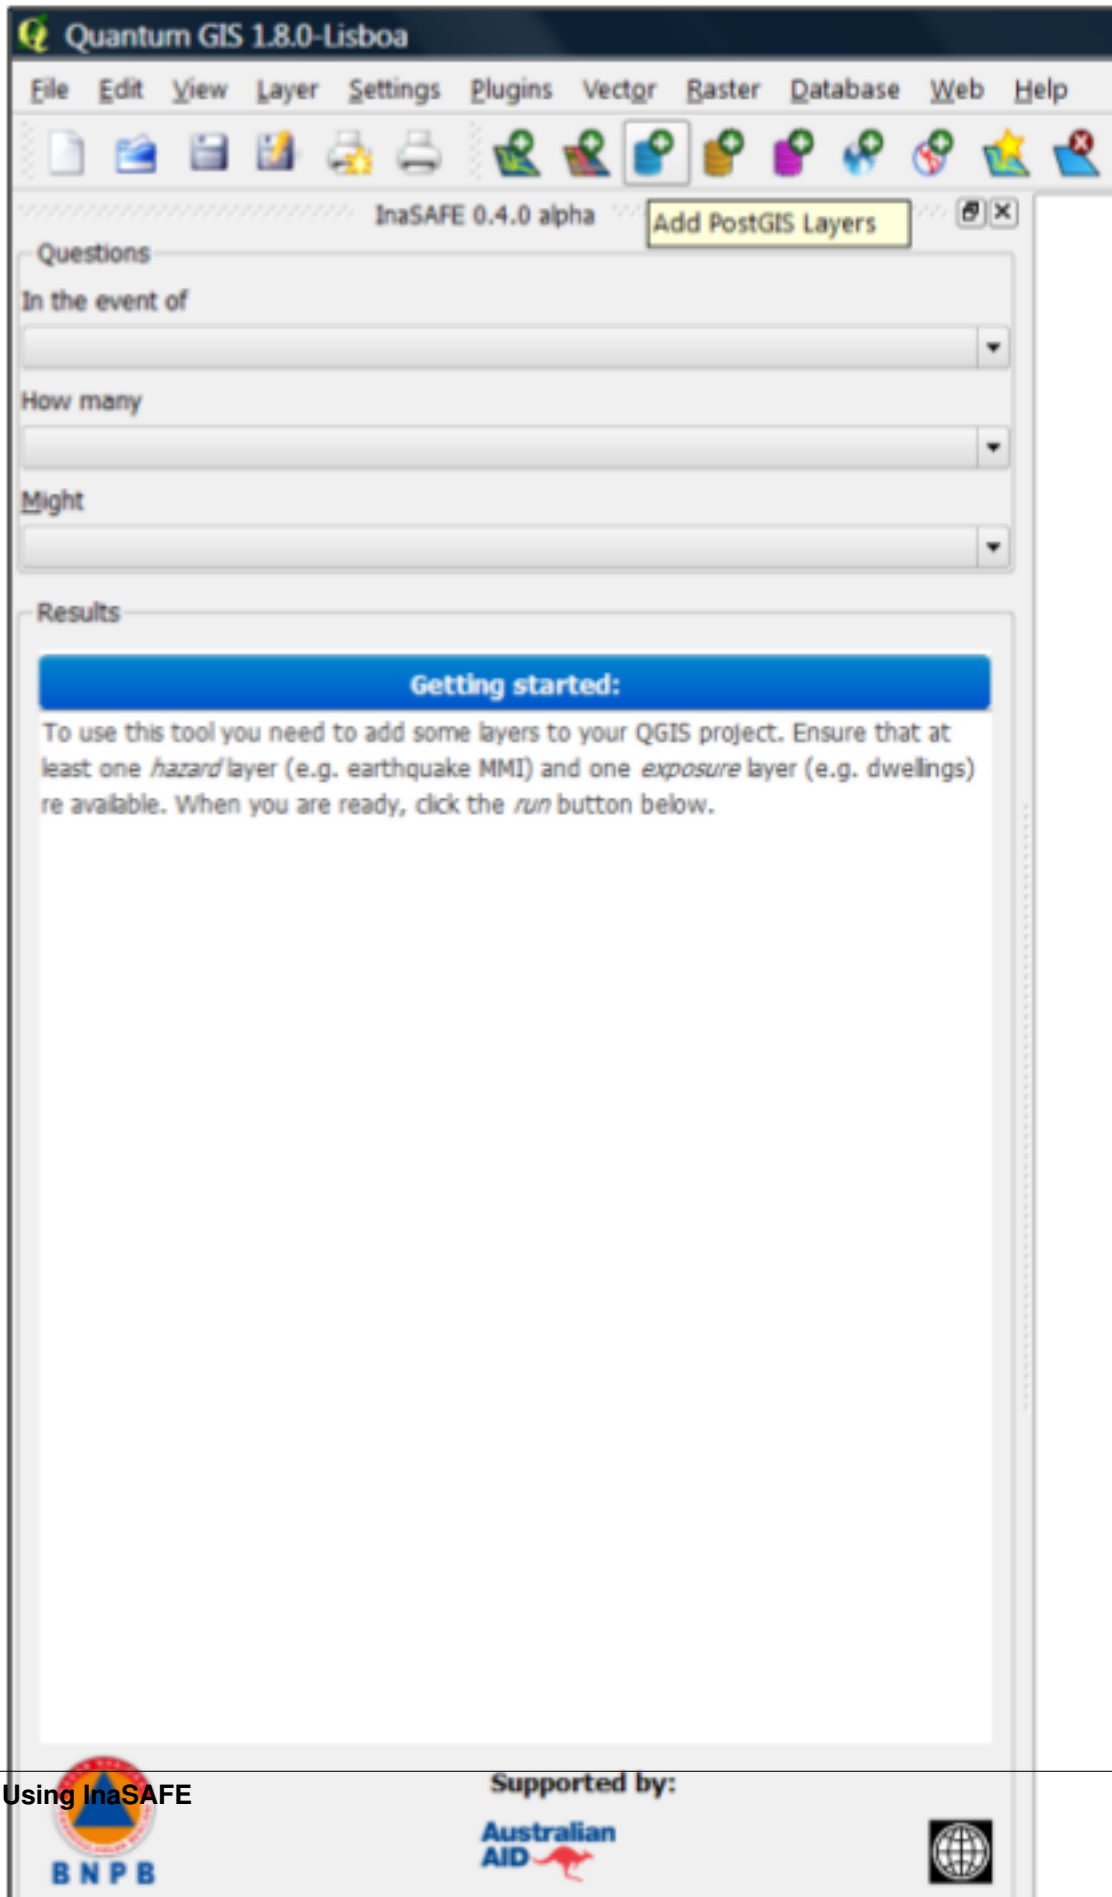 Quantum GIS 1.8.0-Lisboa
File Edit View Layer Settings Plugins Vector Raster Database Web Help
InaSAFE 0.4.0 alpha
Add PostGIS Layers
Questions
In the event of
How many
Might
Results
Getting started:
To use this tool you need to add some layers to your QGIS project. Ensure that at
least one hazard layer (e.g. earthquake MMI) and one exposure layer (e.g. dwellings)
re available. When you are ready, click the run button below.
Supported by:
Using InaSAFE
Australian
AID
BNPB